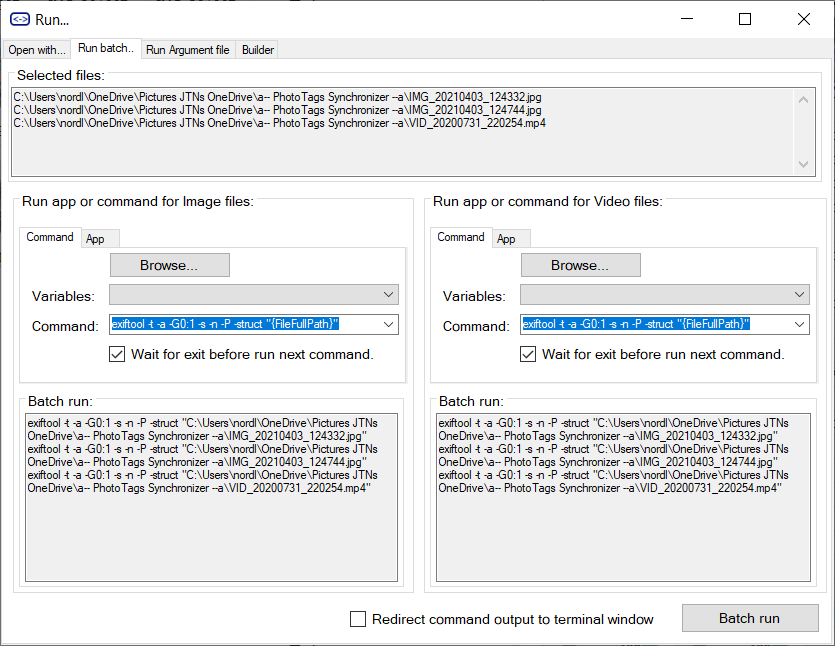 Run...
Open with... Run batch.. Run Argument file Builder
Selected files:
C:\Users\nordl\OneDrive\Pictures JTNs OneDrive\a-- PhotoTags Synchronizer --a\IMG_20210403_124332.jpg
C:\Users\nordl\OneDrive\Pictures JTNs OneDrive\a-- PhotoTags Synchronizer --a\IMG_20210403_124744.jpg
C:\Users\nordl\OneDrive\Pictures JTNs OneDrive\a-- PhotoTags Synchronizer --a\VID_20200731_220254.mp4
Run app or command for Image files:
Command App
Browse...
Variables:
Command: exiftool -t -a -G0:1 -s -n -P -struct "{FileFullPath}"
Wait for exit before run next command.
Batch run:
exiftool -t -a -G0:1 -s -n -P -struct "C:\Users\nordl\OneDrive\Pictures JTNs
OneDrive\a-- PhotoTags Synchronizer --a\IMG_20210403_124332.jpg"
exiftool -t -a -G0:1 -s -n -P -struct "C:\Users\nordl\OneDrive\Pictures JTNs
OneDrive\a-- PhotoTags Synchronizer --a\IMG_20210403_124744.jpg"
exiftool -t -a -G0:1 -s -n -P -struct "C:\Users\nordl\OneDrive\Pictures JTNs
OneDrive\a-- PhotoTags Synchronizer --a\VID_20200731_220254.mp4"
Run app or command for Video files:
Command App
Browse...
Variables:
Command: exiftool -t -a -G0:1 -s -n -P -struct "{FileFullPath}"
Wait for exit before run next command.
Batch run:
exiftool -t -a -G0:1 -s -n -P -struct "C:\Users\nordl\OneDrive\Pictures JTNs
OneDrive\a-- PhotoTags Synchronizer --a\IMG_20210403_124332.jpg"
exiftool -t -a -G0:1 -s -n -P -struct "C:\Users\nordl\OneDrive\Pictures JTNs
OneDrive\a-- PhotoTags Synchronizer --a\IMG_20210403_124744.jpg"
exiftool -t -a -G0:1 -s -n -P -struct "C:\Users\nordl\OneDrive\Pictures JTNs
OneDrive\a-- PhotoTags Synchronizer --a\VID_20200731_220254.mp4"
Redirect command output to terminal window
Batch run